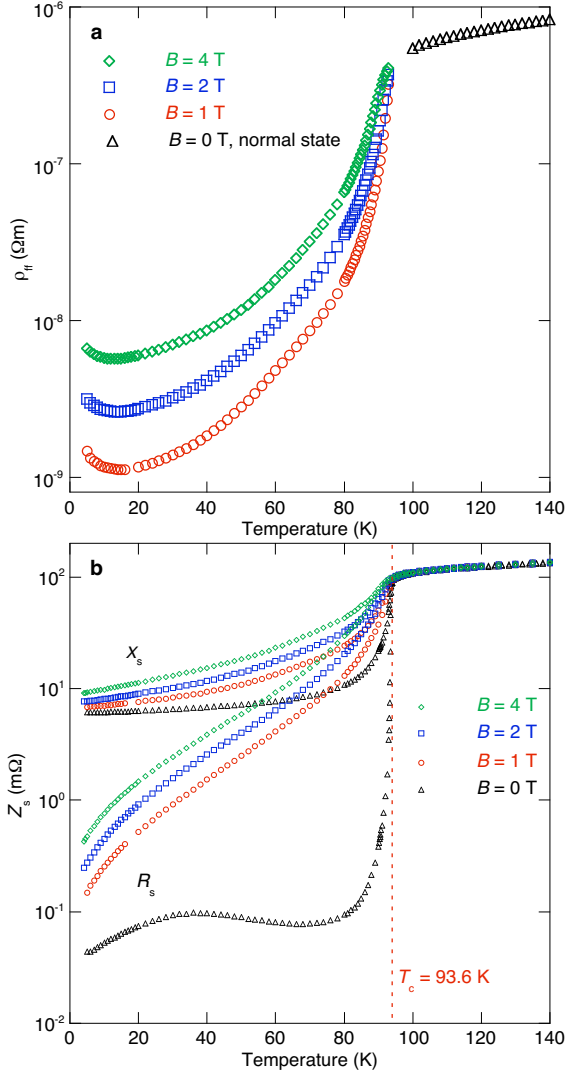 10⁻⁶
a
B = 4 T
B = 2 T
B = 1 T
B = 0 T, normal state
10⁻⁷
ρff (Ωm)
10⁻⁸
10⁻⁹
0 20 40 60 80 100 120 140
Temperature (K)
b
10²
Xs
10¹
B = 4 T
B = 2 T
B = 1 T
B = 0 T
Zs (mΩ)
10⁰
Rs
10⁻¹
Tc = 93.6 K
10⁻²
0 20 40 60 80 100 120 140
Temperature (K)